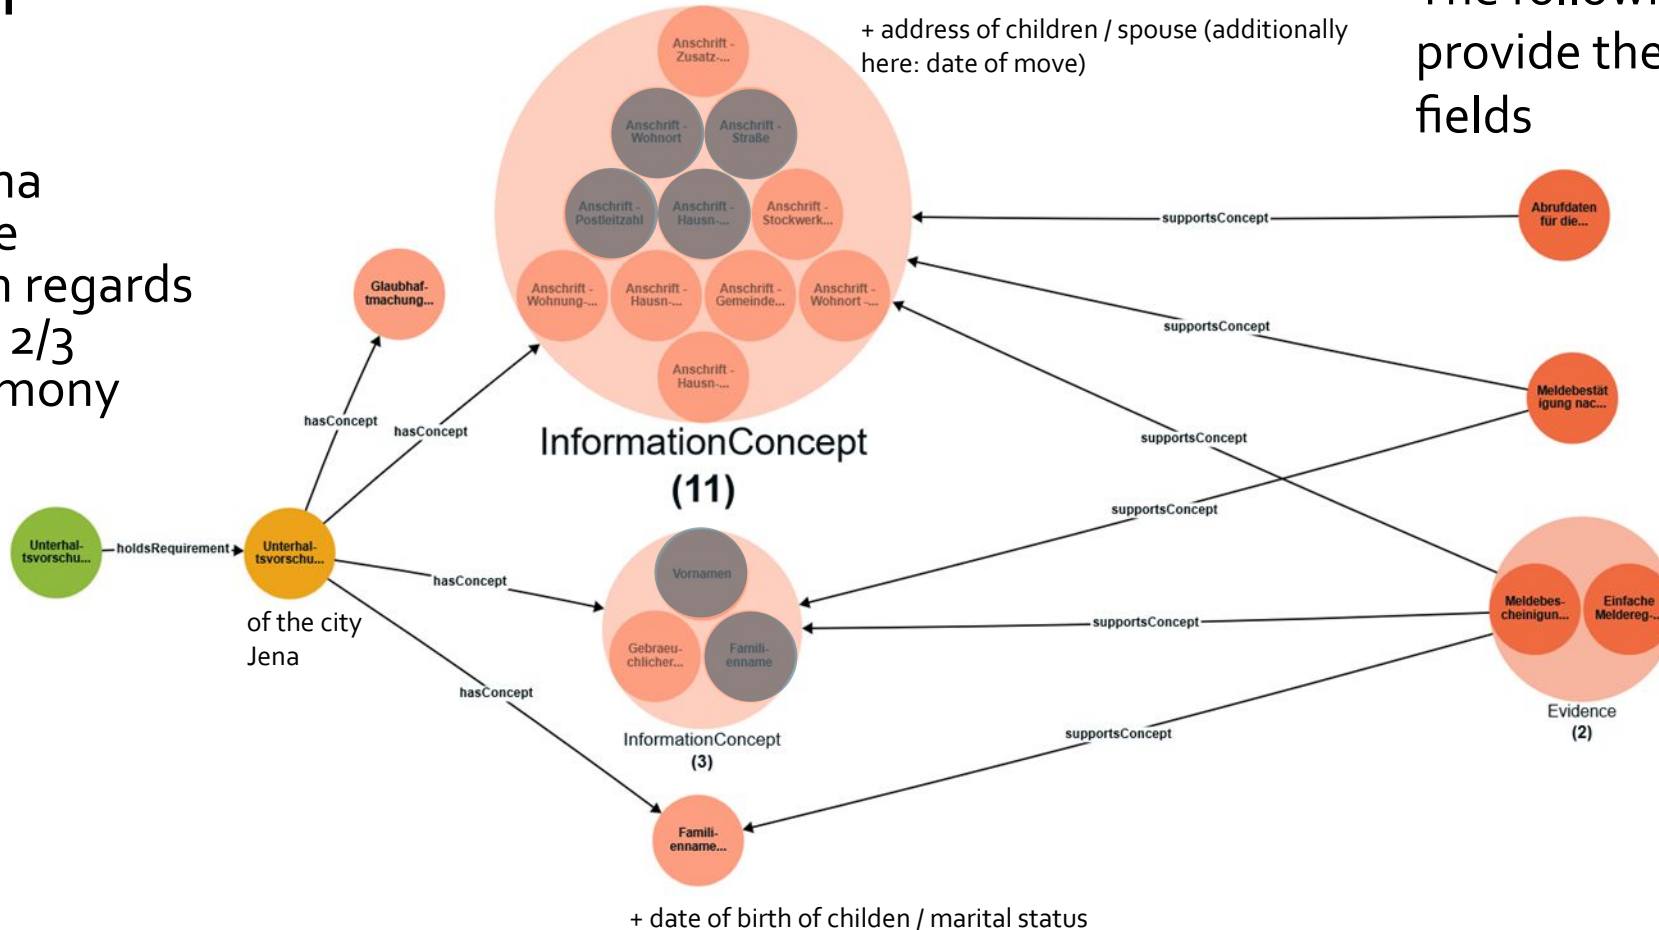 + address of children / spouse (additionally
here: date of move)
provide the
fields
n regards
2/3
Anschrift -
Zusatz-...
Anschrift -
Wohnort
Anschrift -
Straße
Anschrift -
Postleitzahl
Anschrift -
Hausn-...
Anschrift -
Stockwerk...
Anschrift -
Wohnung-...
Anschrift -
Hausn-...
Anschrift -
Gemeinde...
Anschrift -
Wohnort -...
Anschrift -
Hausn-...
InformationConcept
(11)
Glaubhaf-
tmachung...
hasConcept
hasConcept
Unterhal-
tsvorschu...
holdsRequirement
Unterhal-
tsvorschu...
of the city
Jena
hasConcept
hasConcept
Vornamen
Gebraeu-
chlicher...
Famili-
enname
InformationConcept
(3)
Famili-
enname...
+ date of birth of childen / marital status
supportsConcept
supportsConcept
supportsConcept
supportsConcept
supportsConcept
supportsConcept
Abrufdaten
für die...
Meldebestät
igung nac...
Meldebes-
cheinigun...
Einfache
Meldereg-...
Evidence
(2)